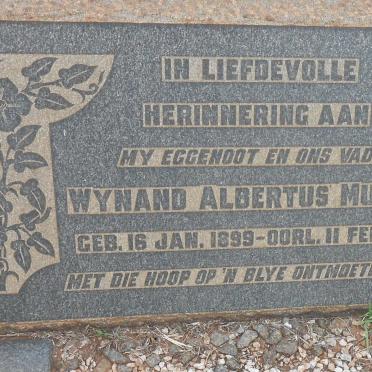 IN LIEFDEVOLLE
HERINNERING AAN
MY EGGENOOT EN ONS VAD
WYNAND ALBERTUS MU
GEB. 16 JAN. 1899-OORL. 11 FE
MET DIE HOOP OP 'N BLYE ONTMOET